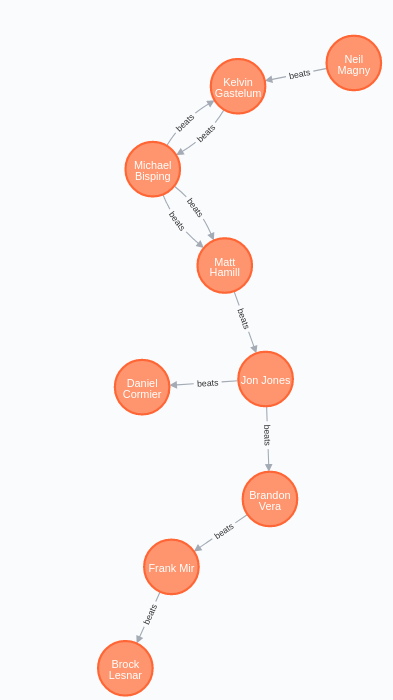 Neil
Magny
beats
Kelvin
Gastelum
beats
beats
Michael
Bisping
beats
beats
Matt
Hamill
beats
Jon Jones
beats
Daniel
Cormier
beats
Brandon
Vera
beats
Frank Mir
beats
Brock
Lesnar